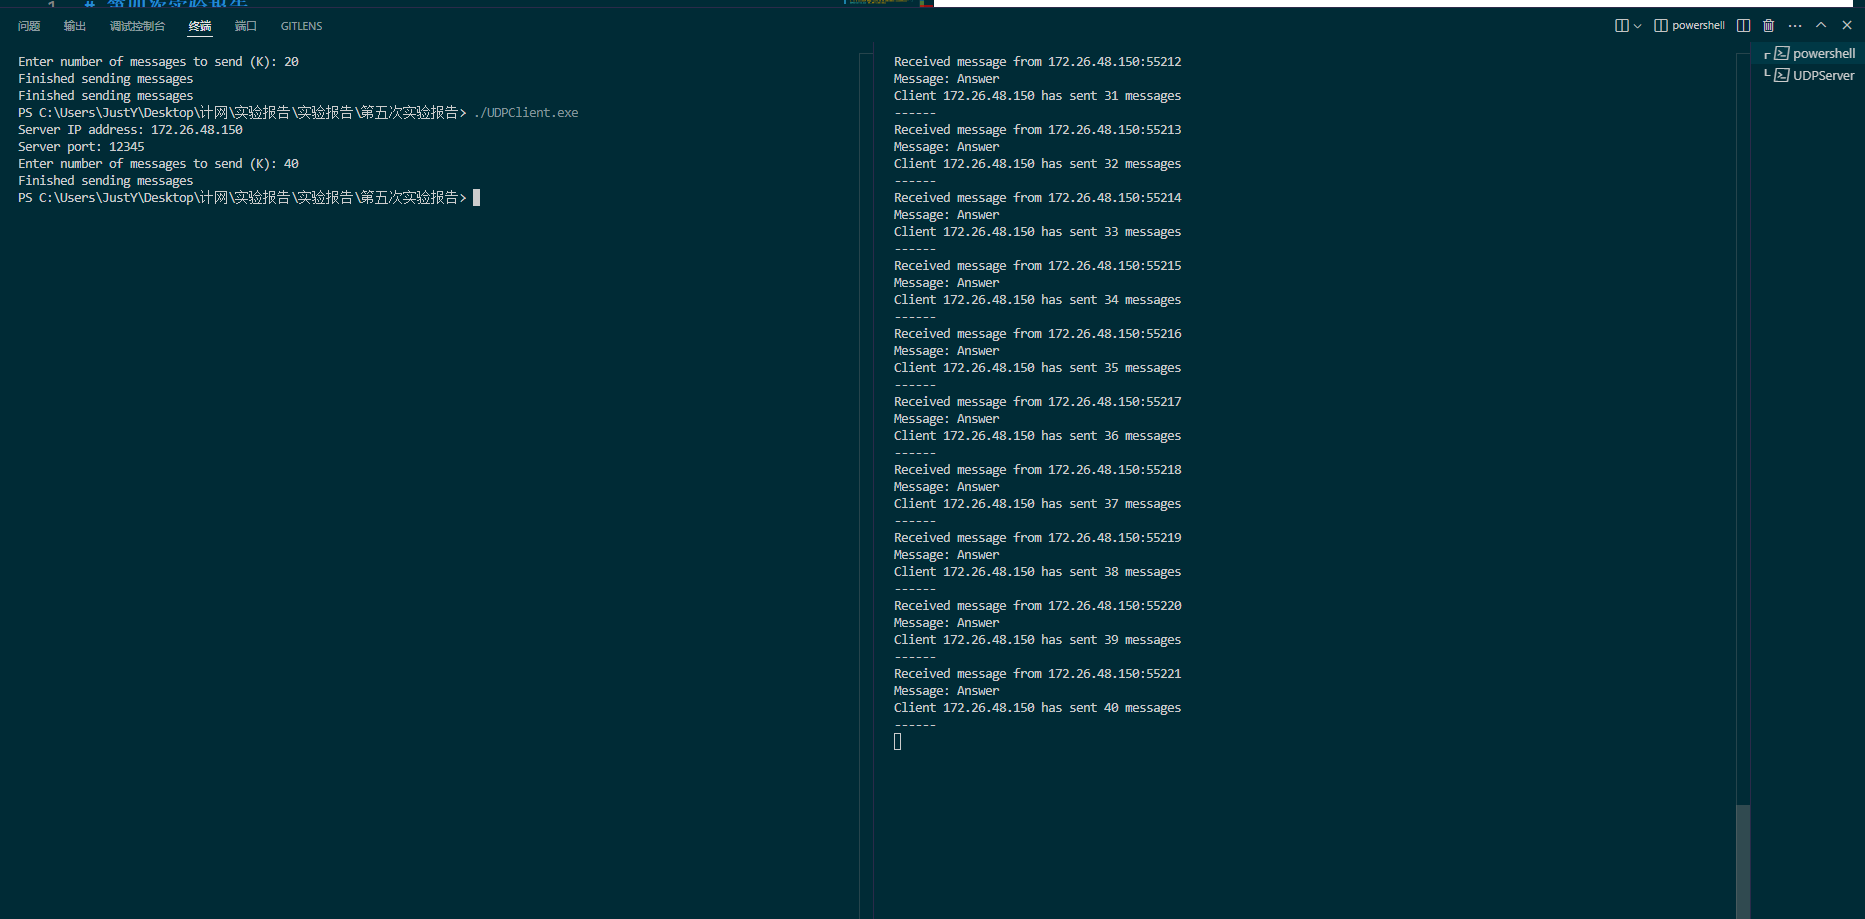 问题 输出 调试控制台 终端 端口 GITLENS
powershell
Enter number of messages to send (K): 20
Finished sending messages
Finished sending messages
PS C:\Users\JustY\Desktop\计网\实验报告\实验报告\第五次实验报告> ./UDPClient.exe
Server IP address: 172.26.48.150
Server port: 12345
Enter number of messages to send (K): 40
Finished sending messages
PS C:\Users\JustY\Desktop\计网\实验报告\实验报告\第五次实验报告>
Received message from 172.26.48.150:55212
Message: Answer
Client 172.26.48.150 has sent 31 messages
------
Received message from 172.26.48.150:55213
Message: Answer
Client 172.26.48.150 has sent 32 messages
------
Received message from 172.26.48.150:55214
Message: Answer
Client 172.26.48.150 has sent 33 messages
------
Received message from 172.26.48.150:55215
Message: Answer
Client 172.26.48.150 has sent 34 messages
------
Received message from 172.26.48.150:55216
Message: Answer
Client 172.26.48.150 has sent 35 messages
------
Received message from 172.26.48.150:55217
Message: Answer
Client 172.26.48.150 has sent 36 messages
------
Received message from 172.26.48.150:55218
Message: Answer
Client 172.26.48.150 has sent 37 messages
------
Received message from 172.26.48.150:55219
Message: Answer
Client 172.26.48.150 has sent 38 messages
------
Received message from 172.26.48.150:55220
Message: Answer
Client 172.26.48.150 has sent 39 messages
------
Received message from 172.26.48.150:55221
Message: Answer
Client 172.26.48.150 has sent 40 messages
------
powershell
UDPServer